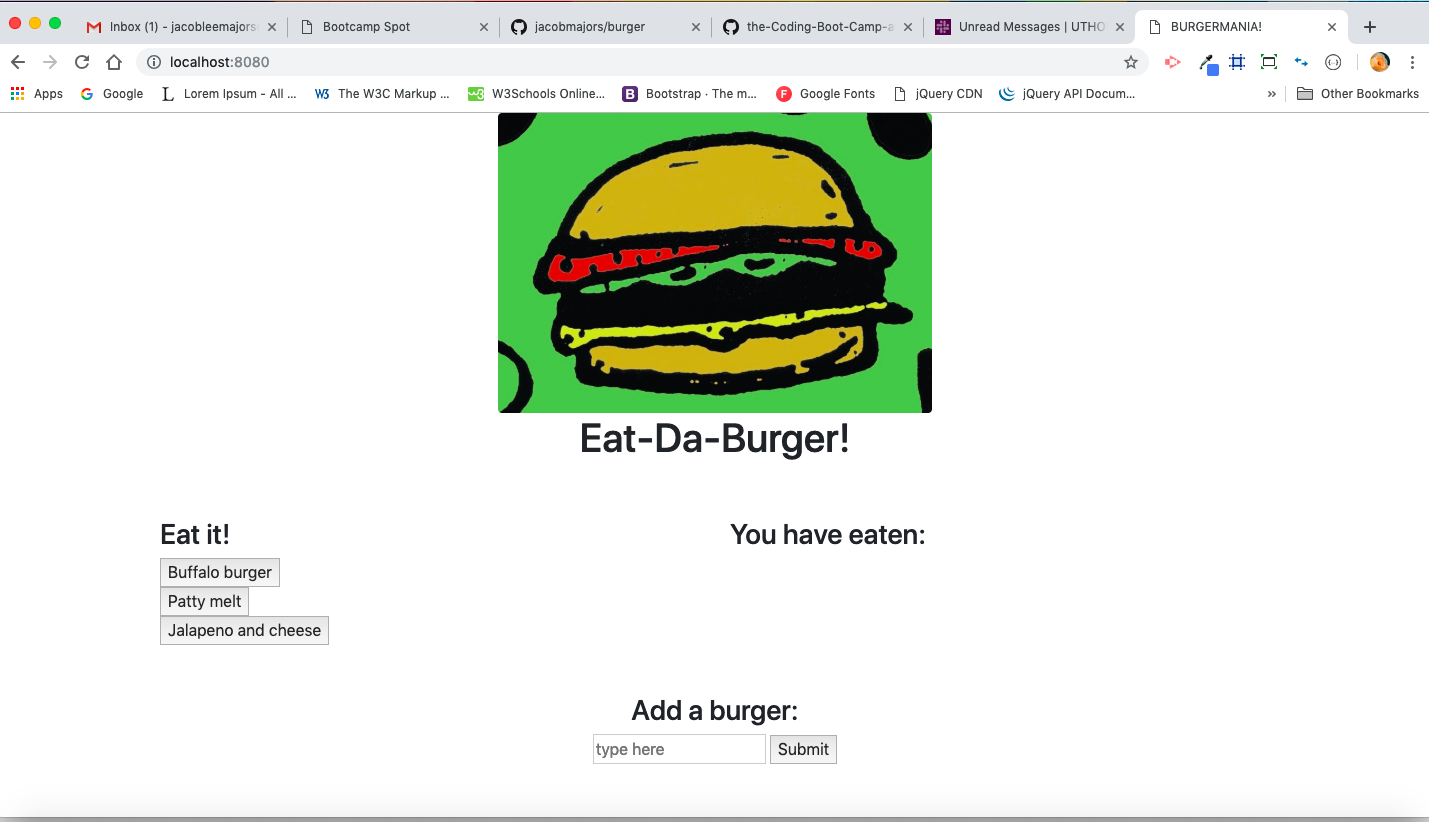 Inbox (1) - jacobleemajors
Bootcamp Spot
jacobmajors/burger
the-Coding-Boot-Camp-a
Unread Messages | UTHO
BURGERMANIA!
localhost:8080
Apps
Google
Lorem Ipsum - All ...
The W3C Markup ...
W3Schools Online...
Bootstrap · The m...
Google Fonts
jQuery CDN
jQuery API Docum...
»
Other Bookmarks
Eat-Da-Burger!
Eat it!
You have eaten:
Buffalo burger
Patty melt
Jalapeno and cheese
Add a burger:
type here Submit